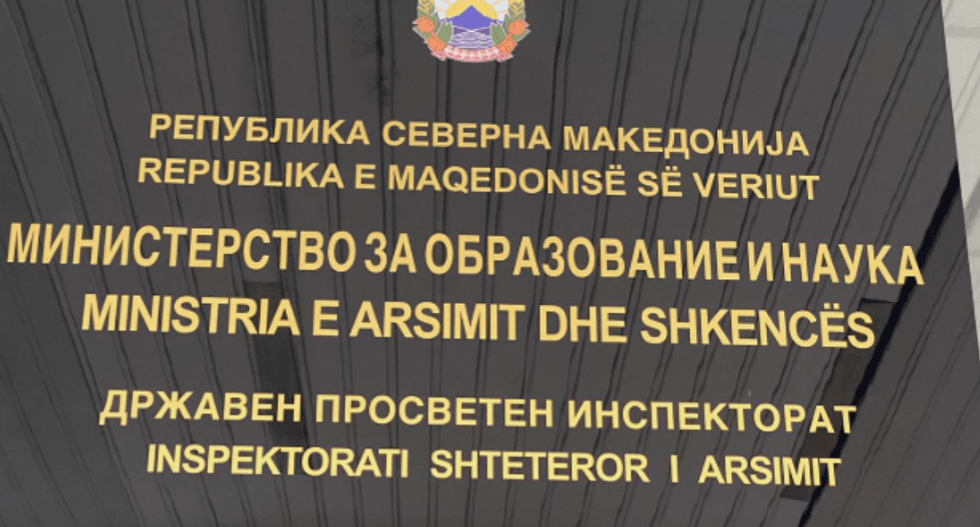 РЕПУБЛИКА СЕВЕРНА МАКЕДОНИЈА
REPUBLIKA E MAQEDONISË SË VERIUT
МИНИСТЕРСТВО ЗА ОБРАЗОВАНИЕ И НАУКА
MINISTRIA E ARSIMIT DHE SHKENCËS
ДРЖАВЕН ПРОСВЕТЕН ИНСПЕКТОРАТ
INSPEKTORATI SHTETEROR I ARSIMIT